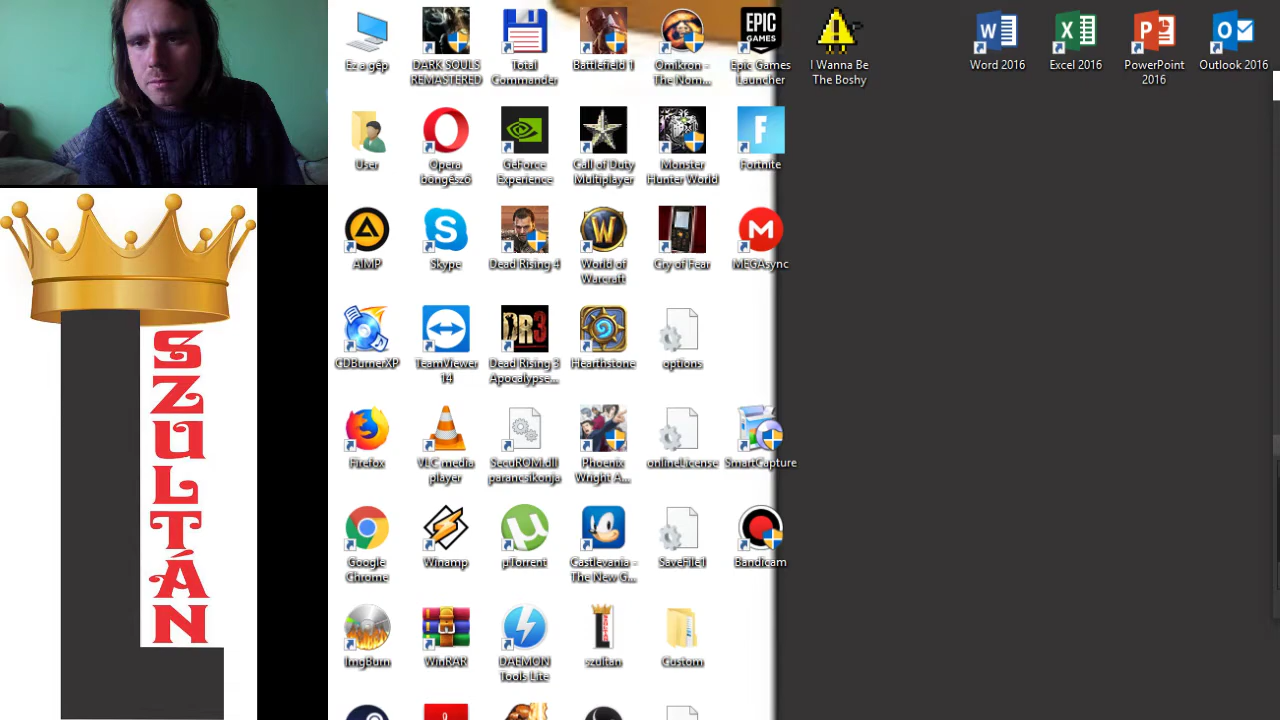 SZULTÁN
Ez a gép
DARK SOULS
REMASTERED
Total
Commander
Battlefield 1
Omikron -
The Nom...
EPIC
GAMES
Epic Games
Launcher
I Wanna Be
The Boshy
Word 2016
Excel 2016
PowerPoint
2016
Outlook 2016
User
Opera
böngésző
GeForce
Experience
Call of Duty
Multiplayer
Monster
Hunter World
Fortnite
AIMP
Skype
Dead Rising 4
World of
Warcraft
Cry of Fear
MEGAsync
CDBurnerXP
TeamViewer
14
DR3
Dead Rising 3
Apocalypse...
Hearthstone
options
Firefox
VLC media
player
SecuROM.dll
parancsikonja
Phoenix
Wright A...
onlineLicense
SmartCapture
Google
Chrome
Winamp
µTorrent
Castlevania -
The New G...
SaveFile1
Bandicam
ImgBurn
WinRAR
DAEMON
Tools Lite
szultan
Custom